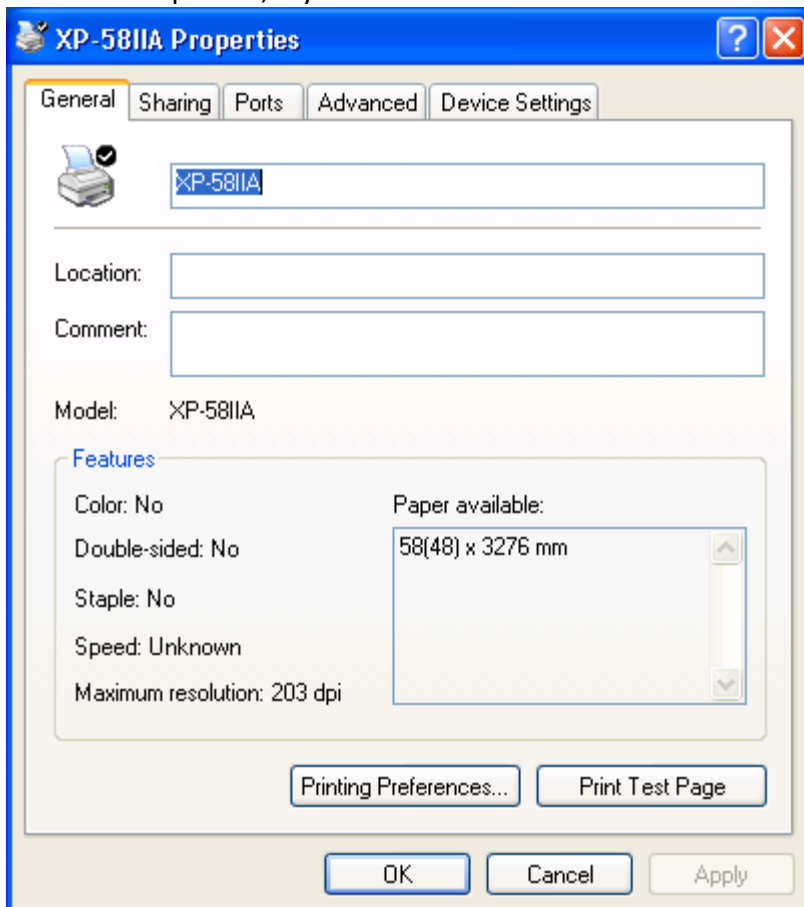 XP-58IIA Properties
General Sharing Ports Advanced Device Settings
XP-58IIA
Location:
Comment:
Model: XP-58IIA
Features
Color: No
Paper available:
Double-sided: No
58(48) x 3276 mm
Staple: No
Speed: Unknown
Maximum resolution: 203 dpi
Printing Preferences...
Print Test Page
OK
Cancel
Apply